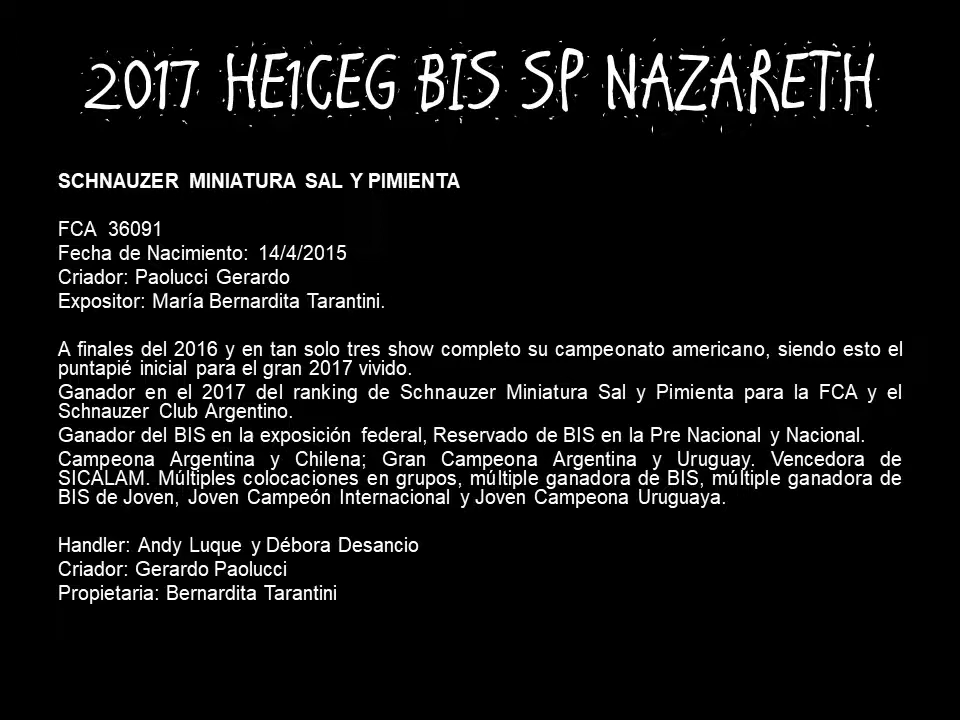 2017 HE1CEG BIS SP NAZARETH
SCHNAUZER MINIATURA SAL Y PIMIENTA
FCA 36091
Fecha de Nacimiento: 14/4/2015
Criador: Paolucci Gerardo
Expositor: María Bernardita Tarantini.
A finales del 2016 y en tan solo tres show completo su campeonato americano, siendo esto el
puntapié inicial para el gran 2017 vivido.
Ganador en el 2017 del ranking de Schnauzer Miniatura Sal y Pimienta para la FCA y el
Schnauzer Club Argentino.
Ganador del BIS en la exposición federal, Reservado de BIS en la Pre Nacional y Nacional.
Campeona Argentina y Chilena; Gran Campeona Argentina y Uruguay. Vencedora de
SICALAM. Múltiples colocaciones en grupos, múltiple ganadora de BIS, múltiple ganadora de
BIS de Joven, Joven Campeón Internacional y Joven Campeona Uruguaya.
Handler: Andy Luque y Débora Desancio
Criador: Gerardo Paolucci
Propietaria: Bernardita Tarantini